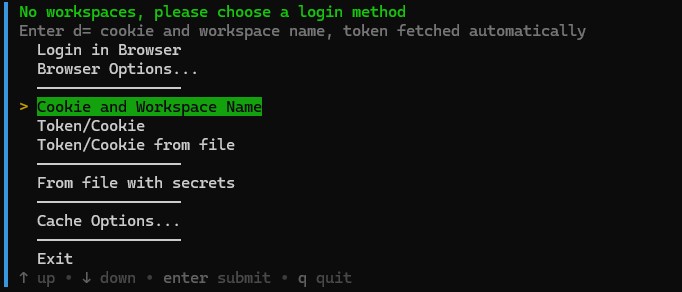 No workspaces, please choose a login method
Enter d= cookie and workspace name, token fetched automatically
Login in Browser
Browser Options...
> Cookie and Workspace Name
Token/Cookie
Token/Cookie from file
From file with secrets
Cache Options...
Exit
↑ up • ↓ down • enter submit • q quit